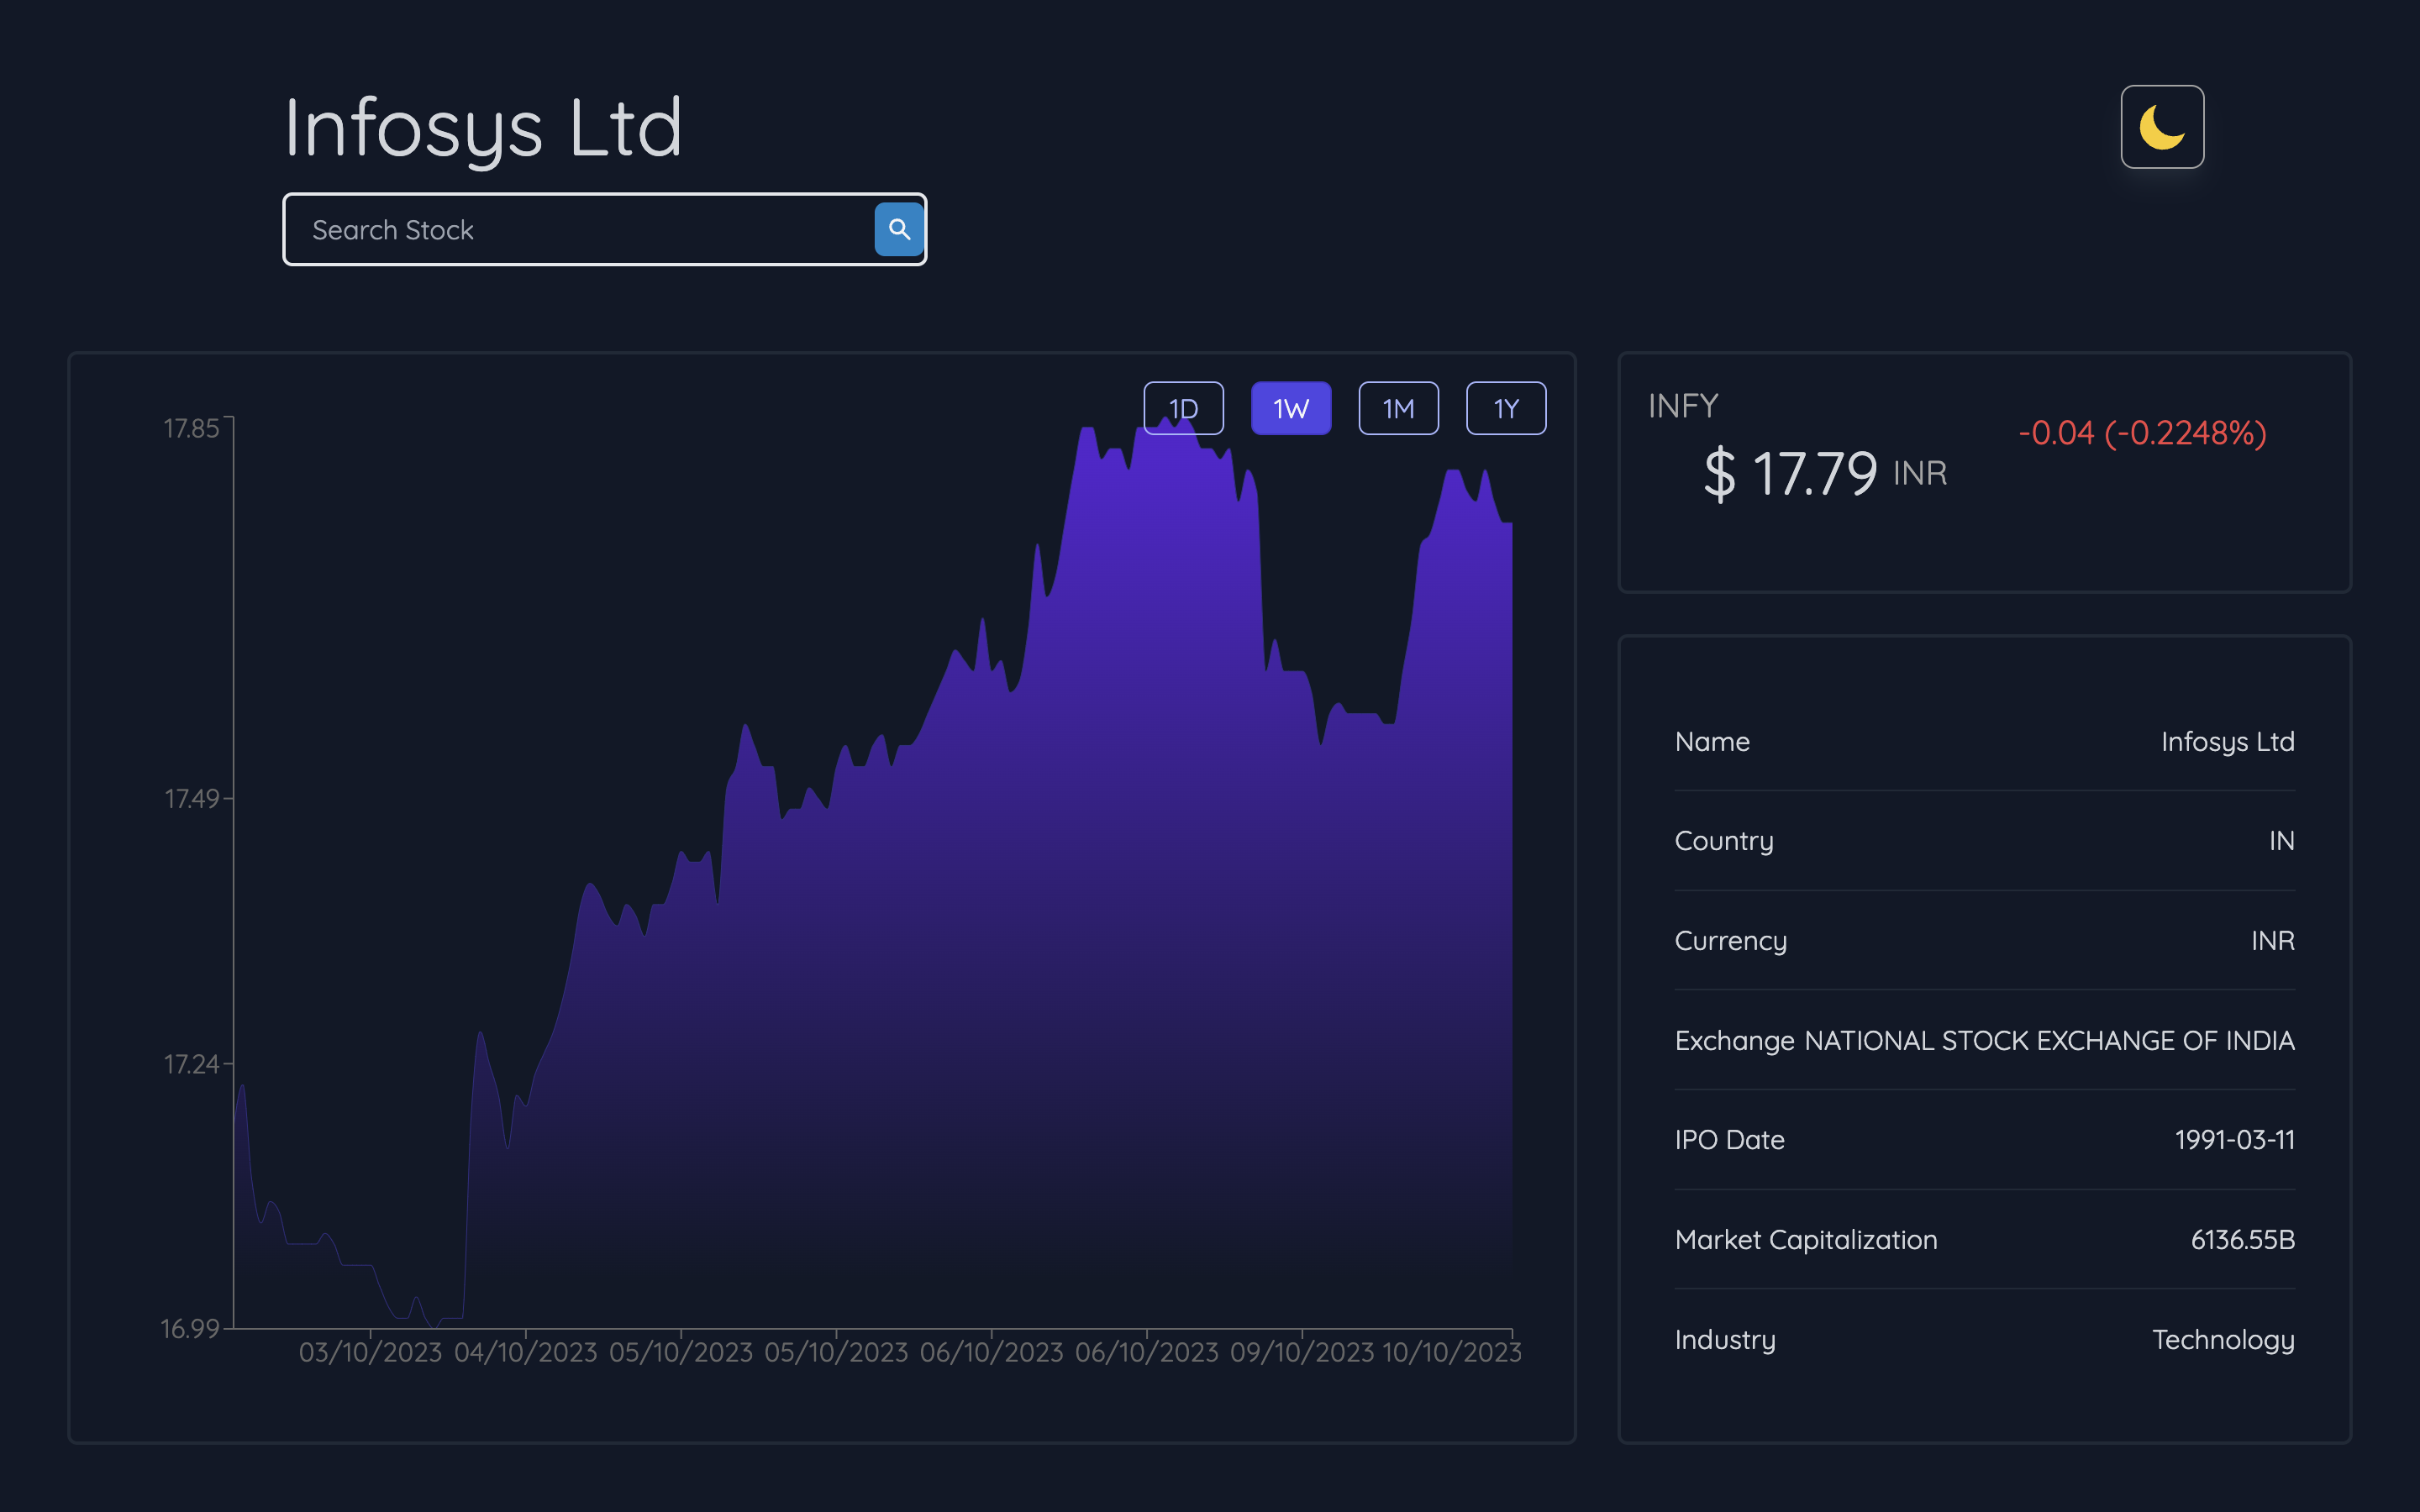 Infosys Ltd
Search Stock
1D 1W 1M 1Y
17.85
17.49
17.24
16.99
03/10/2023 04/10/2023 05/10/2023 05/10/2023 06/10/2023 06/10/2023 09/10/2023 10/10/2023
INFY
$ 17.79 INR
-0.04 (-0.2248%)
Name Infosys Ltd
Country IN
Currency INR
Exchange NATIONAL STOCK EXCHANGE OF INDIA
IPO Date 1991-03-11
Market Capitalization 6136.55B
Industry Technology